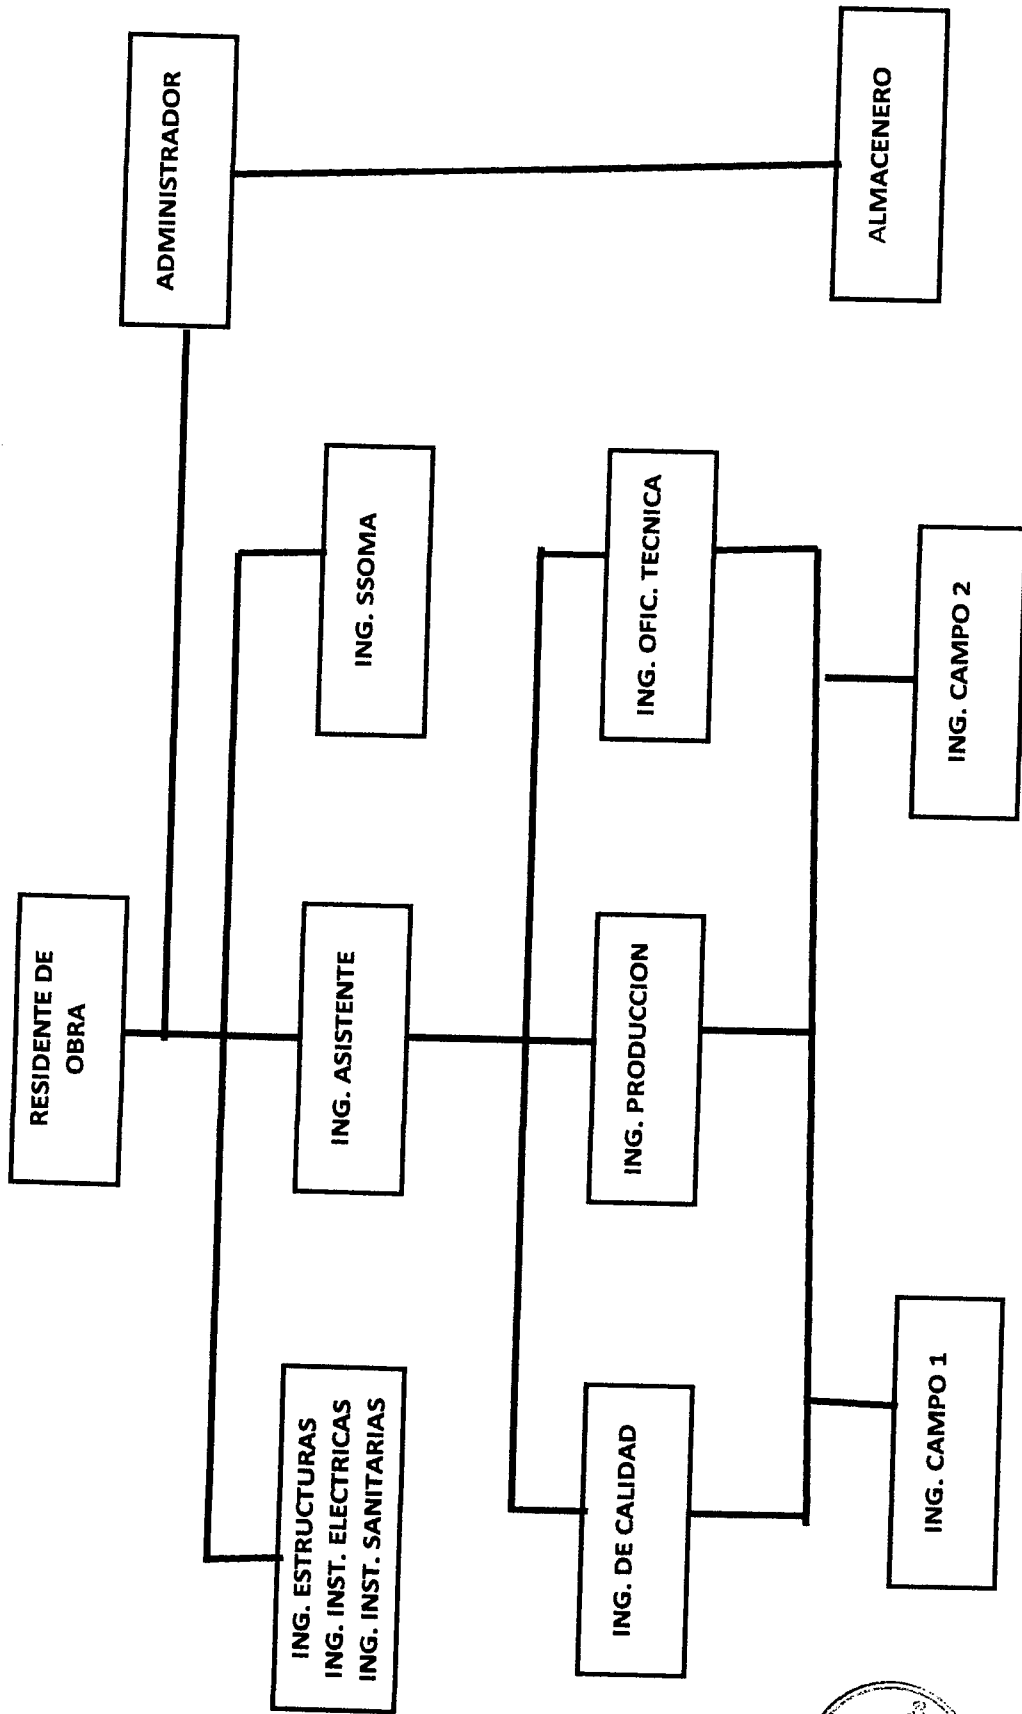 RESIDENTE DE
OBRA
ADMINISTRADOR
ING. ESTRUCTURAS
ING. INST. ELECTRICAS
ING. INST. SANITARIAS
ING. ASISTENTE
ING. SSOMA
ING. DE CALIDAD
ING. PRODUCCION
ING. OFIC. TECNICA
ALMACENERO
ING. CAMPO 1
ING. CAMPO 2